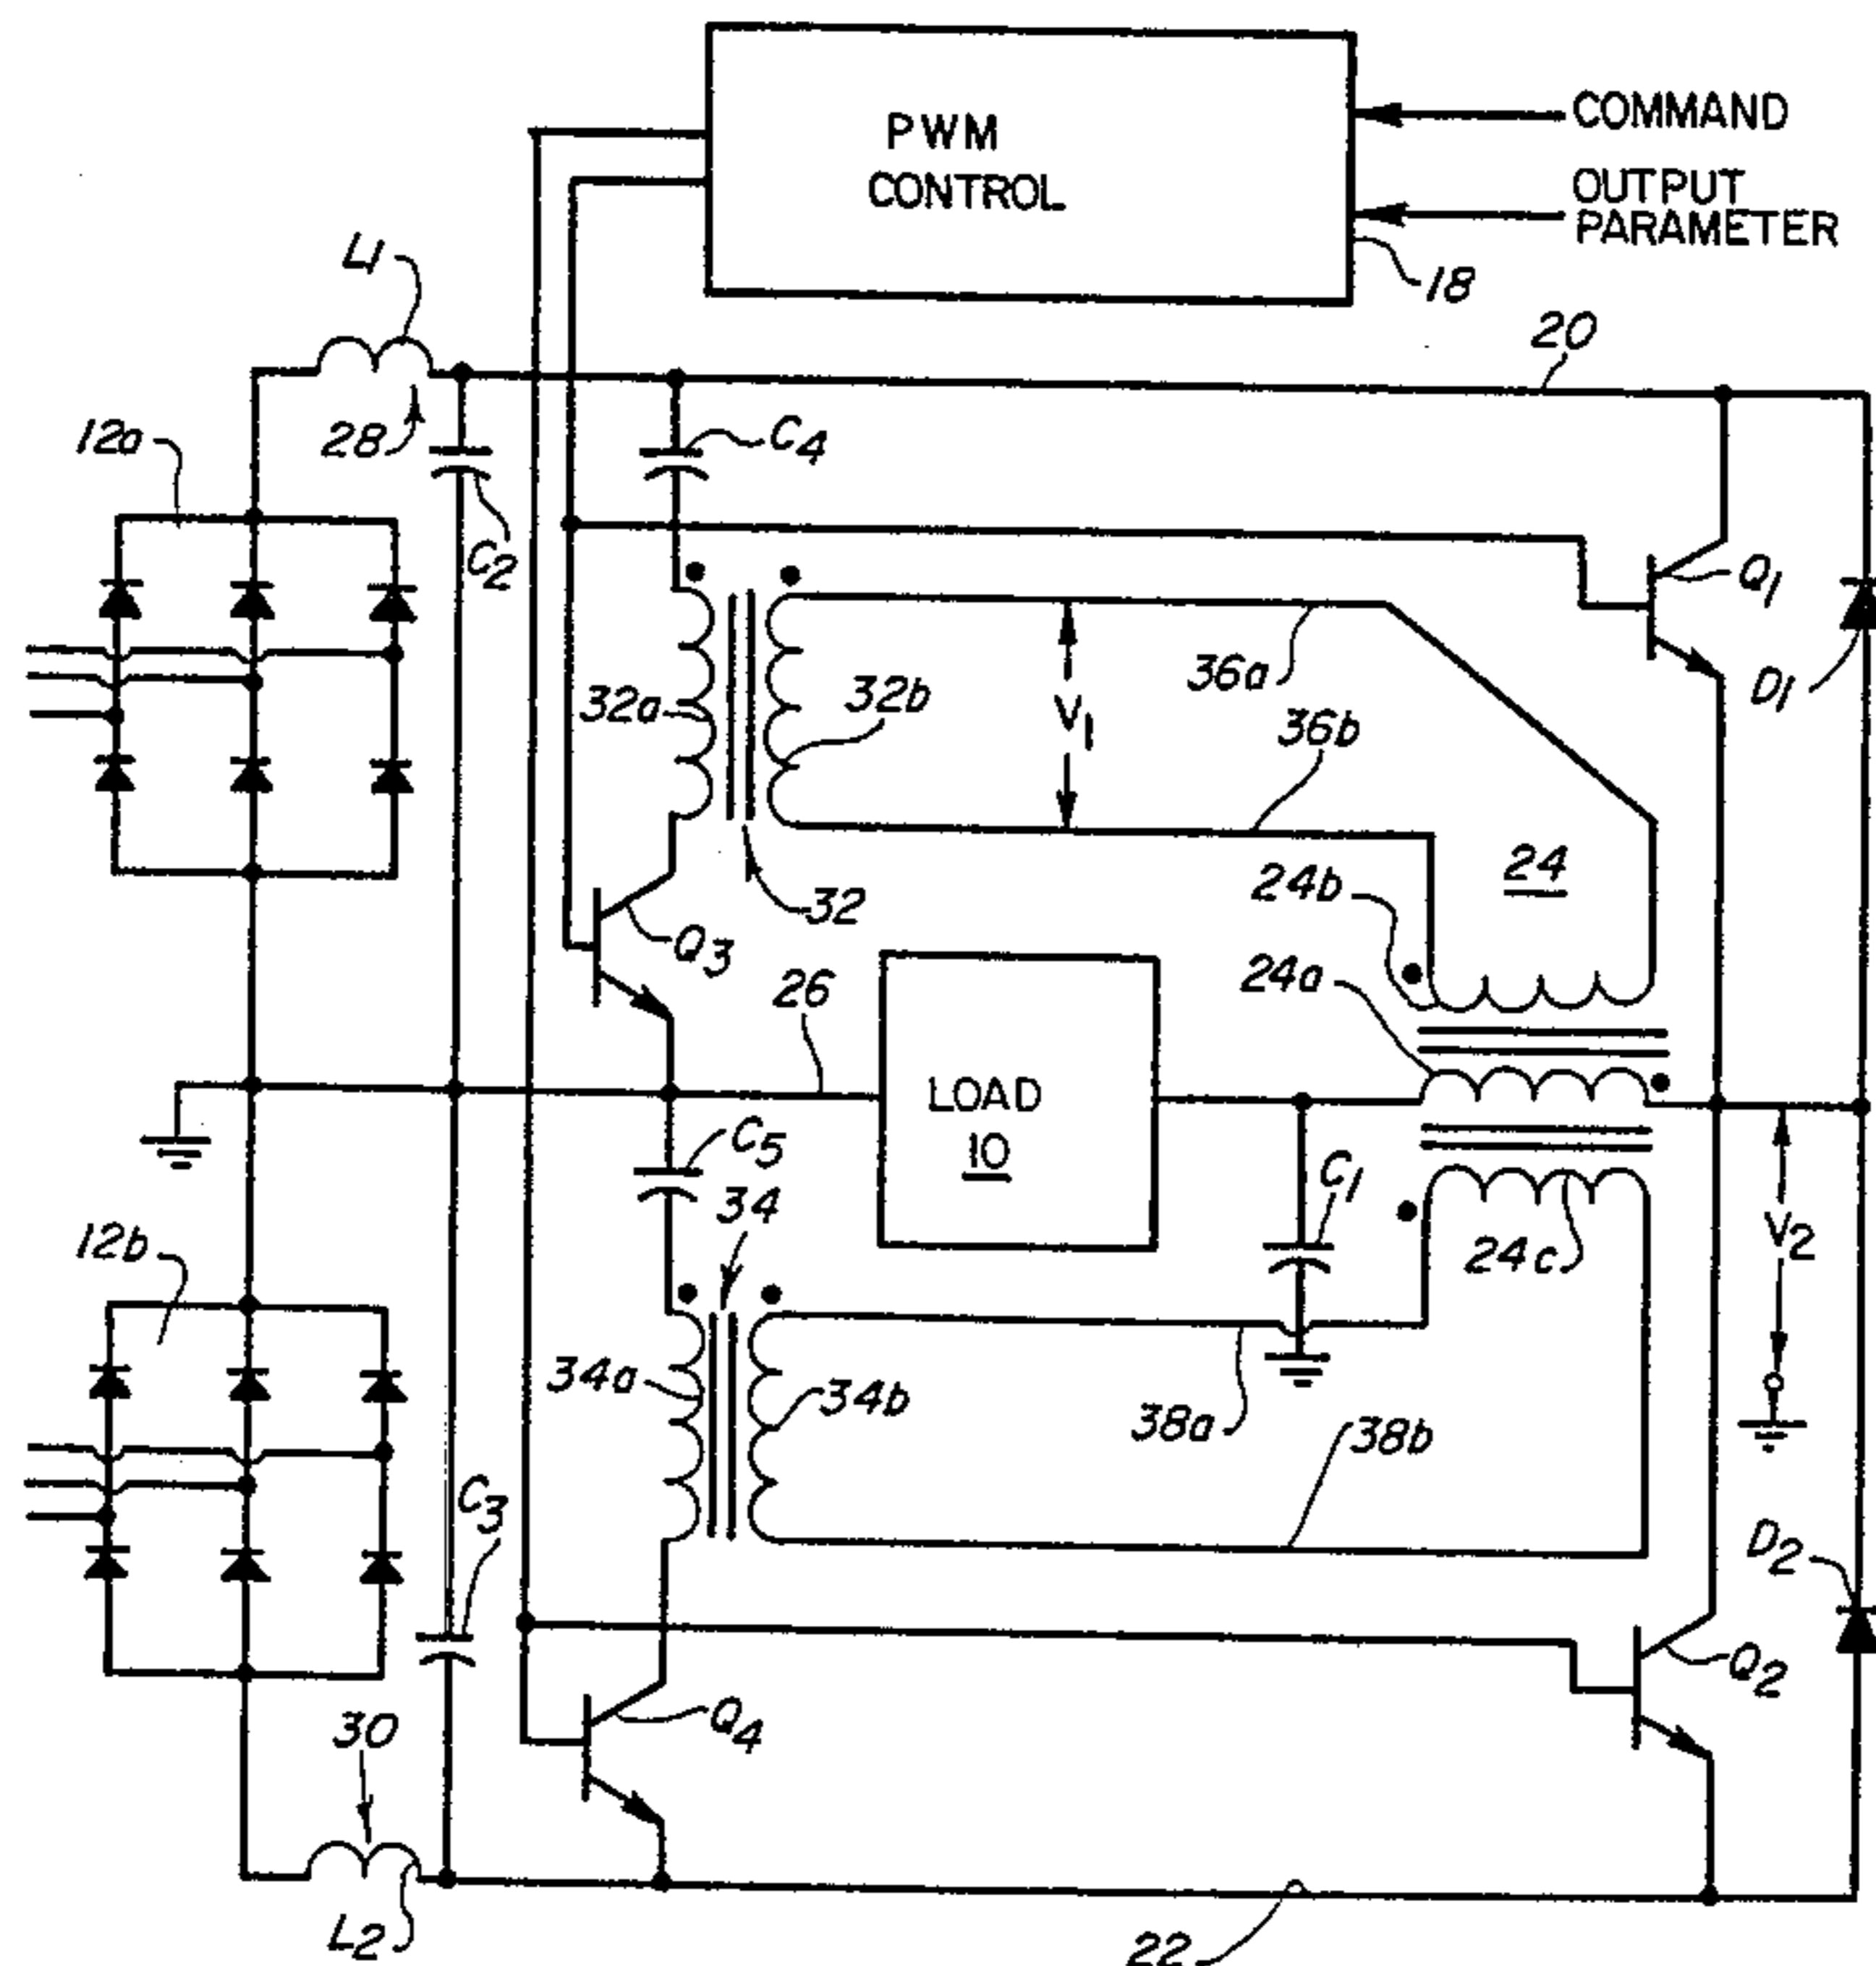 PWM
CONTROL
COMMAND
OUTPUT
PARAMETER
18
L1
20
28
12a
C4
C2
Q1
D1
32a
32b
V1
36a
36b
24
24b
32
Q3
26
24a
LOAD
10
C5
34
C1
V2
24c
12b
34a
34b
38a
38b
C3
D2
Q2
Q4
30
L2
22